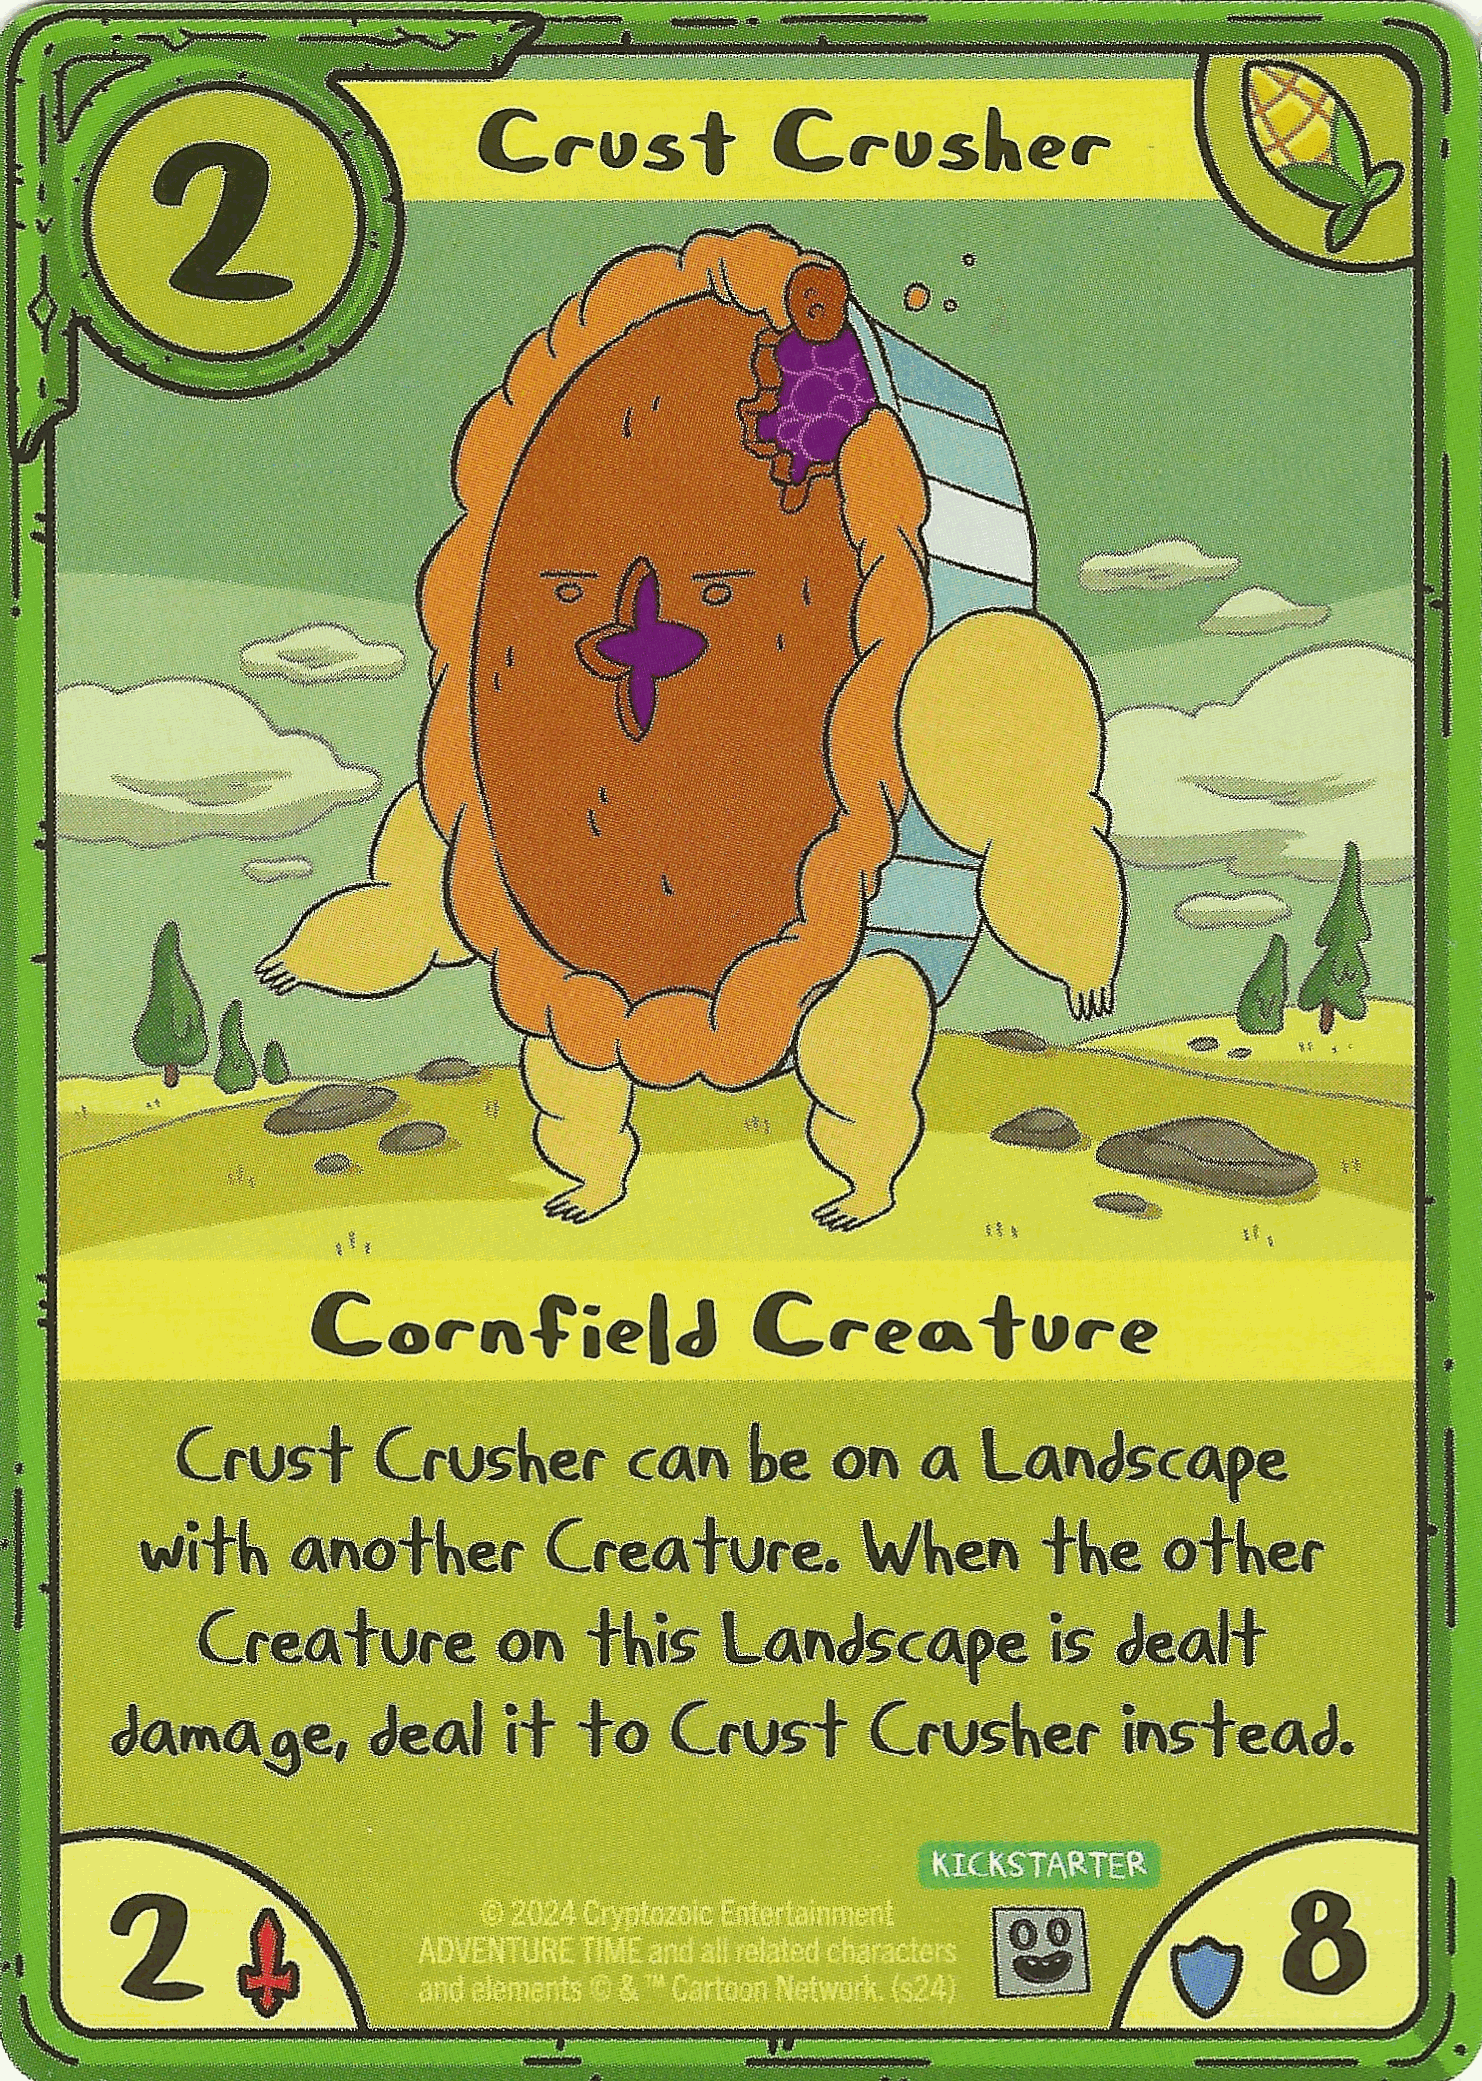 2
Crust Crusher
Cornfield Creature
Crust Crusher can be on a Landscape
with another Creature. When the other
Creature on this Landscape is dealt
damage, deal it to Crust Crusher instead.
KICKSTARTER
2
© 2024 Cryptozoic Entertainment
ADVENTURE TIME and all related characters
and elements © & ™ Cartoon Network. (s24)
8